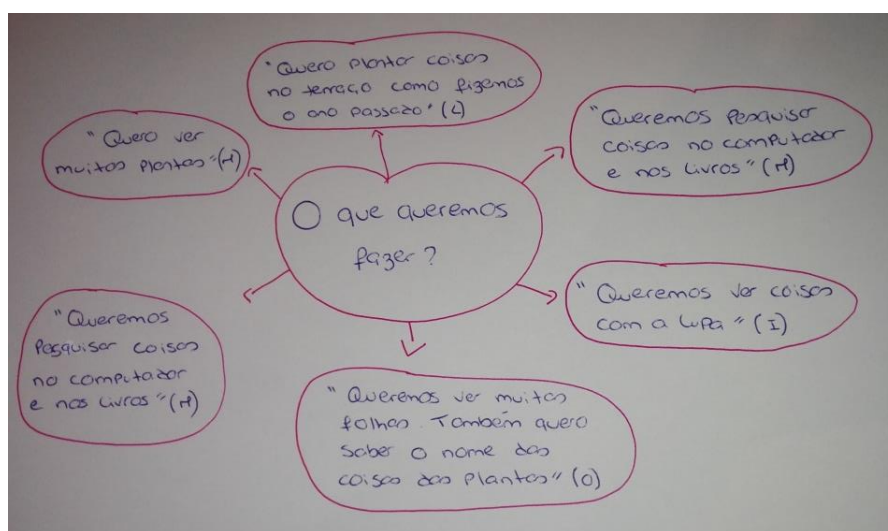 "Quero plantar coisas
no terraço como fizemos
o ano passado" (L)
"Quero ver
muitas plantas" (M)
"Queremos Pesquisar
coisas no computador
e nos livros" (M)
O que queremos
fazer?
"Queremos ver coisas
com a lupa" (I)
"Queremos
Pesquisar coisas
no computador
e nos livros" (M)
"Queremos ver muitas
folhas. Também quero
saber o nome das
coisas das plantas" (O)